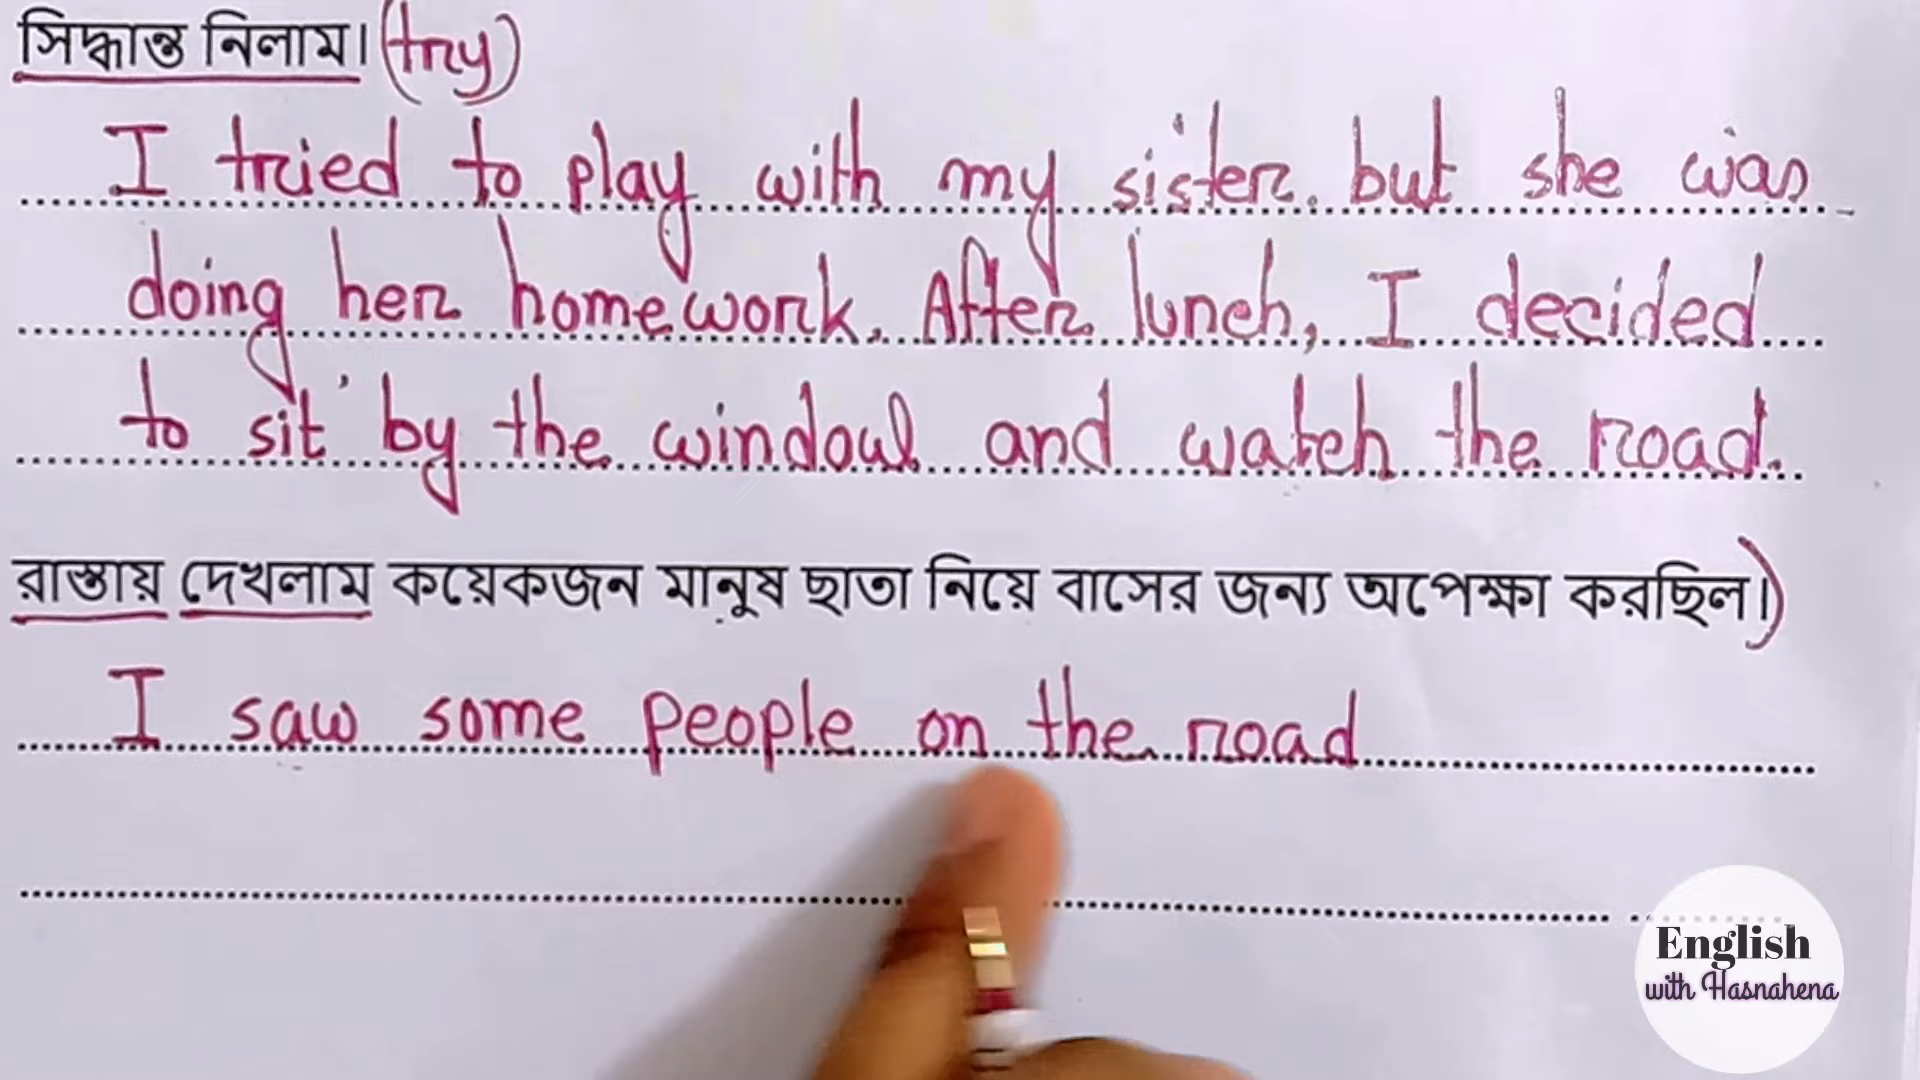 সিদ্ধান্ত নিলাম। (try)
I tried to play with my sister. but she was
doing her homework. After lunch, I decided
to sit by the window and watch the road.
রাস্তায় দেখলাম কয়েকজন মানুষ ছাতা নিয়ে বাসের জন্য অপেক্ষা করছিল।)
I saw some people on the road
English
with Hasnahena